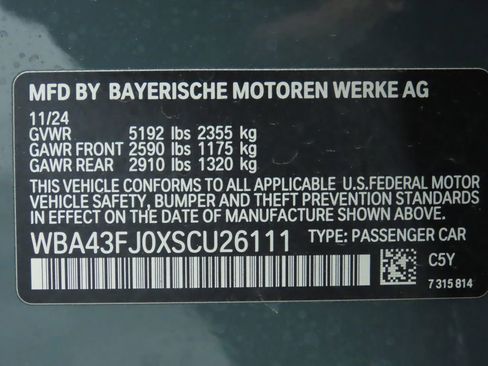 MFD BY BAYERISCHE MOTOREN WERKE AG
11/24
GVWR 5192 lbs 2355 kg
GAWR FRONT 2590 lbs 1175 kg
GAWR REAR 2910 lbs 1320 kg
THIS VEHICLE CONFORMS TO ALL APPLICABLE U.S.FEDERAL MOTOR
VEHICLE SAFETY, BUMPER AND THEFT PREVENTION STANDARDS
IN EFFECT ON THE DATE OF MANUFACTURE SHOWN ABOVE.
WBA43FJ0XSCU26111 TYPE: PASSENGER CAR
C5Y
7 315 814